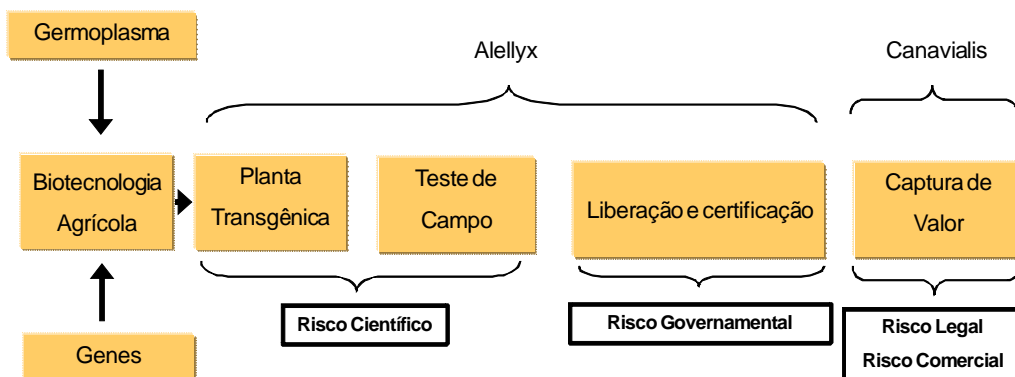 Germoplasma
Alellyx
Canavialis
Biotecnologia
Agrícola
Planta
Transgênica
Teste de
Campo
Liberação e certificação
Captura de
Valor
Risco Científico
Risco Governamental
Risco Legal
Risco Comercial
Genes